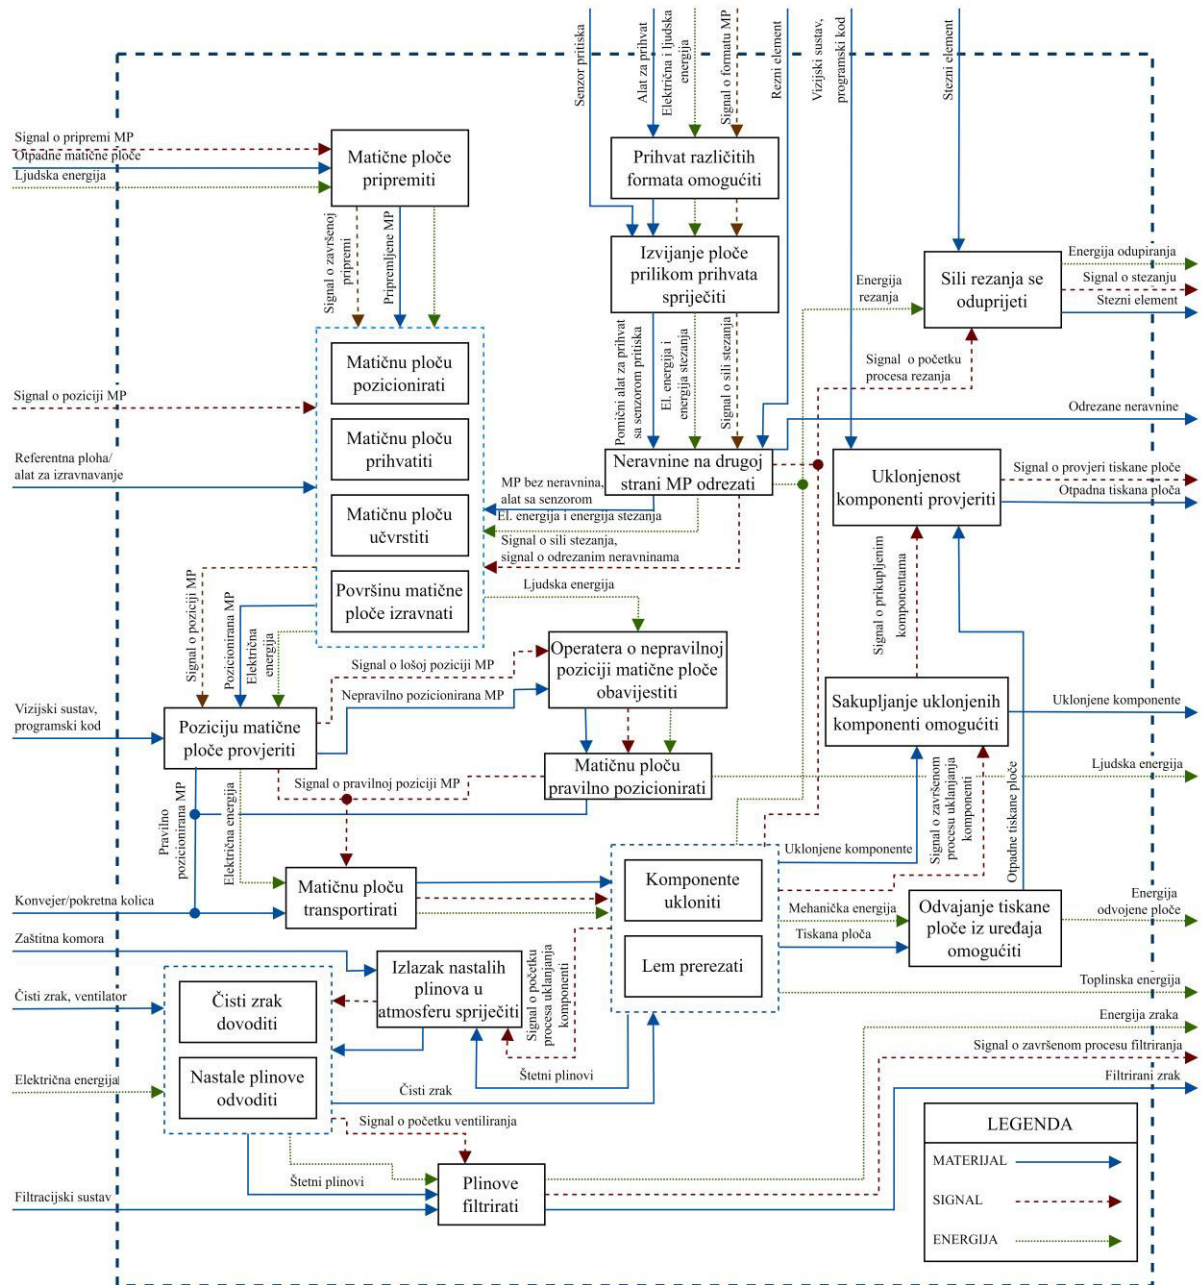 Senzor pritiska
Alat za prihvat
Električna i ljudska
energija
Signal o formatu MP
Rezni element
Vizijski sustav,
programski kod
Stezni element
Signal o pripremi MP
Otpadne matične ploče
Ljudska energija
Matične ploče
pripremiti
Prihvat različitih
formata omogućiti
Signal o završenoj
pripremi
Pripremljene MP
Izvijanje ploče
prilikom prihvata
spriječiti
Energija
rezanja
Sili rezanja se
oduprijeti
Energija odupiranja
Signal o stezanju
Stezni element
Matičnu ploču
pozicionirati
Pomični alat za prihvat
sa senzorom pritiska
El. energija i
energija stezanja
Signal o sili stezanja
Signal o početku
procesa rezanja
Signal o poziciji MP
Odrezane neravnine
Matičnu ploču
prihvatiti
Referentna ploha/
alat za izravnavanje
Neravnine na drugoj
strani MP odrezati
Uklonjenost
komponenti provjeriti
Signal o provjeri tiskane ploče
Otpadna tiskana ploča
MP bez neravnina,
alat sa senzorom
El. energija i energija stezanja
Matičnu ploču
učvrstiti
Signal o sili stezanja,
signal o odrezanim neravninama
Površinu matične
ploče izravnati
Ljudska energija
Signal o prikupljenim
komponentama
Signal o poziciji MP
Pozicionirana MP
Električna
energija
Signal o lošoj poziciji MP
Operatera o nepravilnoj
poziciji matične ploče
obavijestiti
Nepravilno pozicionirana MP
Vizijski sustav,
programski kod
Poziciju matične
ploče provjeriti
Sakupljanje uklonjenih
komponenti omogućiti
Uklonjene komponente
Matičnu ploču
pravilno pozicionirati
Signal o pravilnoj poziciji MP
Ljudska energija
Pravilno
pozicionirana MP
Električna energija
Signal o završenom
procesu uklanjanja
komponenti
Otpadne tiskane ploče
Uklonjene komponente
Matičnu ploču
transportirati
Komponente
ukloniti
Konvejer/pokretna kolica
Mehanička energija
Tiskana ploča
Odvajanje tiskane
ploče iz uređaja
omogućiti
Energija
odvojene ploče
Zaštitna komora
Izlazak nastalih
plinova u
atmosferu spriječiti
Signal o početku
procesa uklanjanja
komponenti
Lem prerezati
Toplinska energija
Čisti zrak, ventilator
Čisti zrak
dovoditi
Energija zraka
Signal o završenom procesu filtriranja
Štetni plinovi
Filtrirani zrak
Električna energija
Nastale plinove
odvoditi
Čisti zrak
Signal o početku ventiliranja
Štetni plinovi
Filtracijski sustav
Plinove
filtrirati
LEGENDA
MATERIJAL
SIGNAL
ENERGIJA